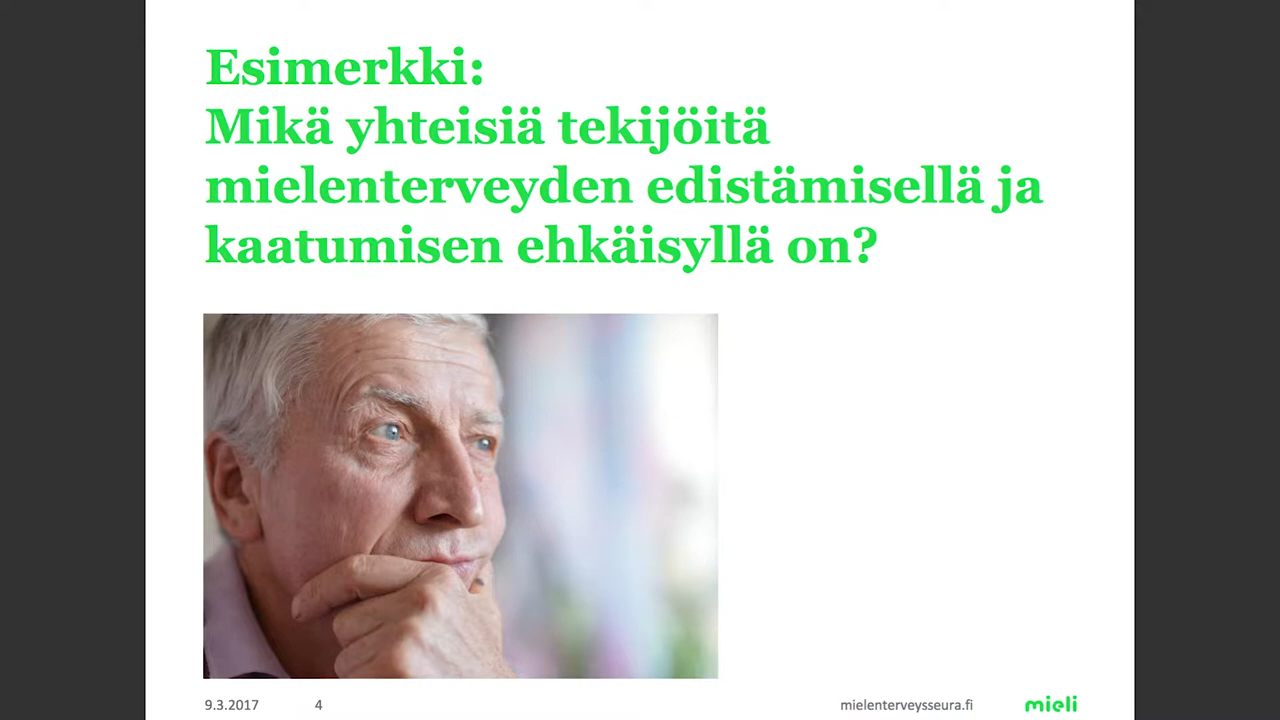 Esimerkki:
Mikä yhteisiä tekijöitä
mielenterveyden edistämisellä ja
kaatumisen ehkäisyllä on?
9.3.2017 4 mielenterveysseura.fi mieli